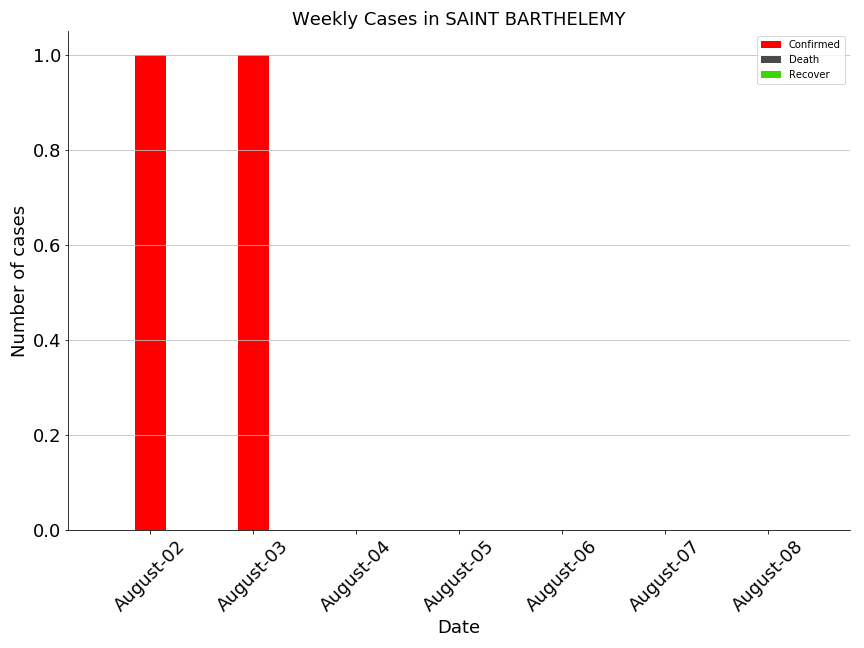 Weekly Cases in SAINT BARTHELEMY
Confirmed
Death
Recover
1.0
0.8
0.6
0.4
0.2
0.0
Number of cases
August-02
August-03
August-04
August-05
August-06
August-07
August-08
Date